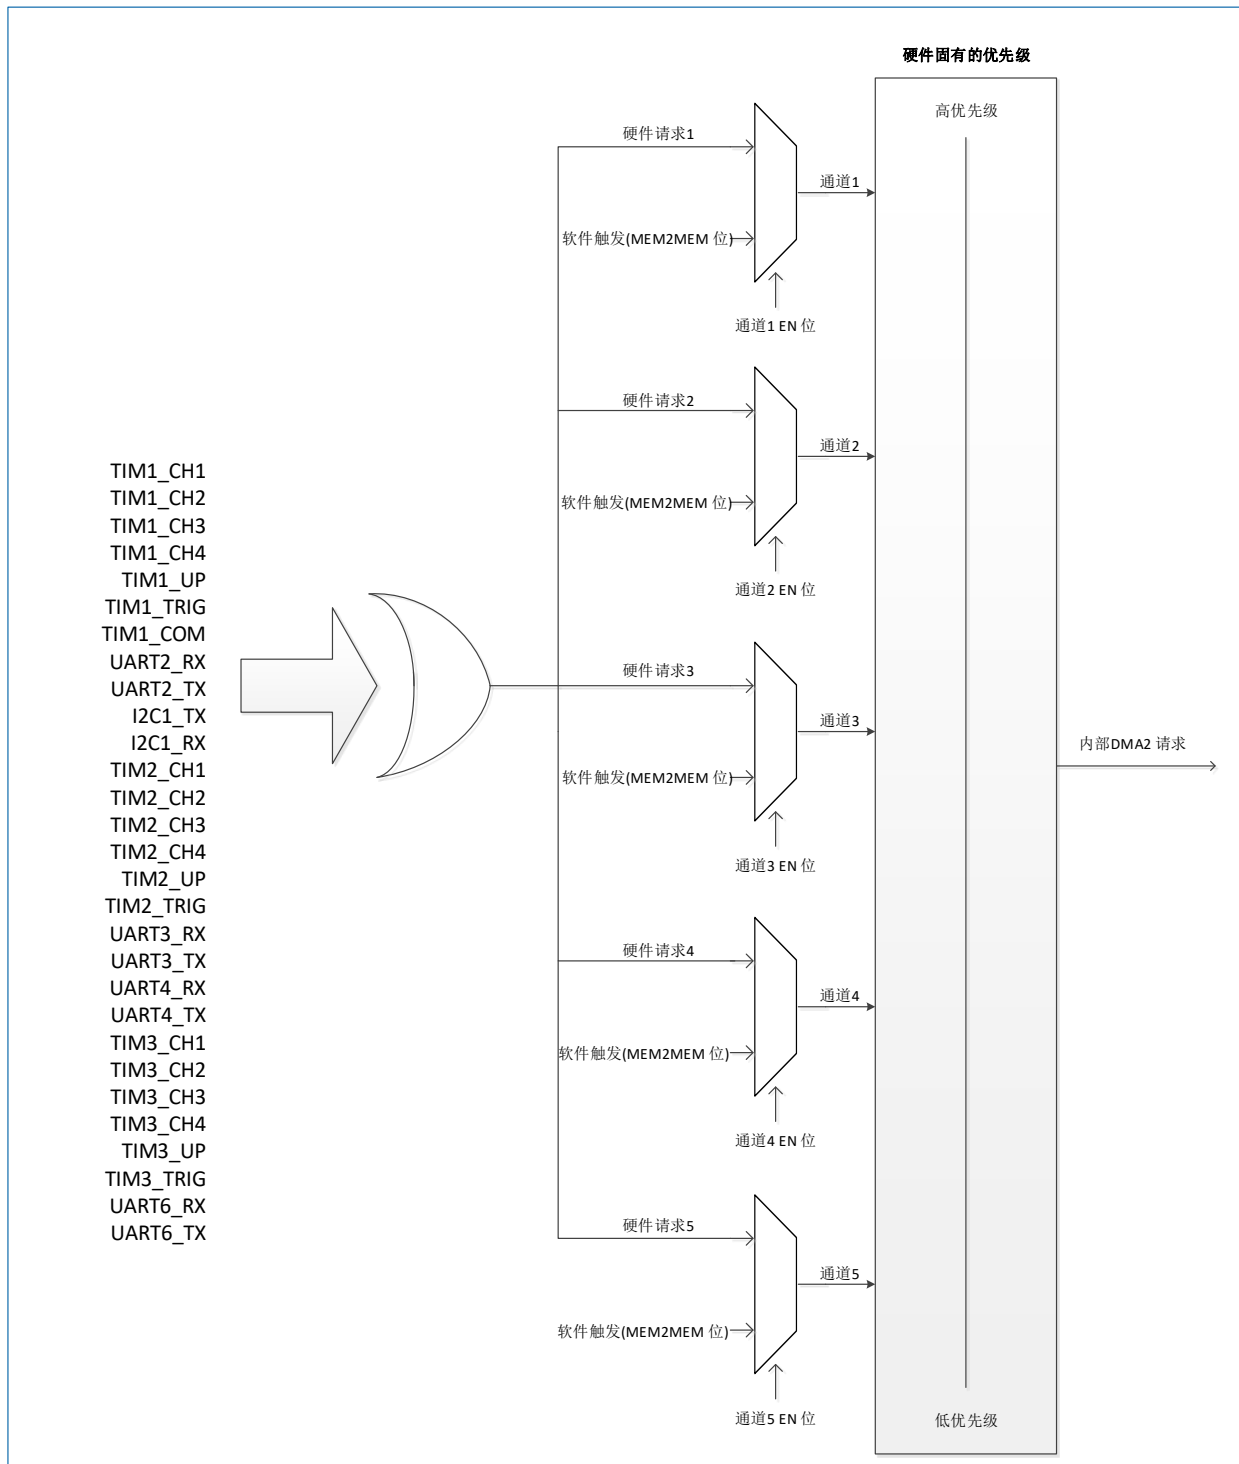 硬件固有的优先级
高优先级
硬件请求1
通道1
软件触发(MEM2MEM 位)
通道1 EN 位
硬件请求2
通道2
软件触发(MEM2MEM 位)
通道2 EN 位
TIM1_CH1
TIM1_CH2
TIM1_CH3
TIM1_CH4
TIM1_UP
TIM1_TRIG
TIM1_COM
UART2_RX
UART2_TX
I2C1_TX
I2C1_RX
TIM2_CH1
TIM2_CH2
TIM2_CH3
TIM2_CH4
TIM2_UP
TIM2_TRIG
UART3_RX
UART3_TX
UART4_RX
UART4_TX
TIM3_CH1
TIM3_CH2
TIM3_CH3
TIM3_CH4
TIM3_UP
TIM3_TRIG
UART6_RX
UART6_TX
硬件请求3
通道3
软件触发(MEM2MEM 位)
通道3 EN 位
内部DMA2 请求
硬件请求4
通道4
软件触发(MEM2MEM 位)
通道4 EN 位
硬件请求5
通道5
软件触发(MEM2MEM 位)
通道5 EN 位
低优先级